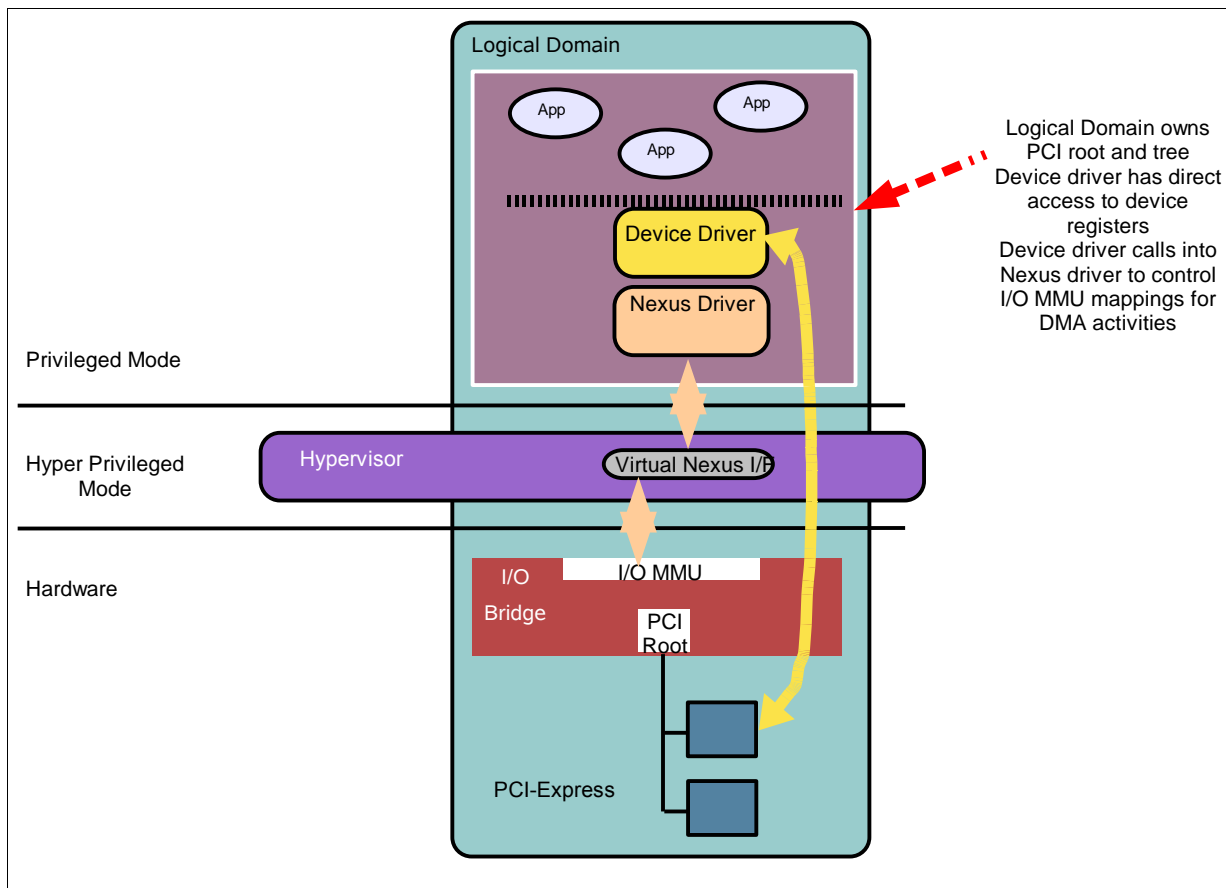 Logical Domain
App
App
App
Logical Domain owns
PCI root and tree
Device driver has direct
access to device
registers
Device driver calls into
Nexus driver to control
I/O MMU mappings for
DMA activities
Device Driver
Nexus Driver
Privileged Mode
Hyper Privileged
Mode
Hypervisor
Virtual Nexus I/F
Hardware
I/O
Bridge
I/O MMU
PCI
Root
PCI-Express